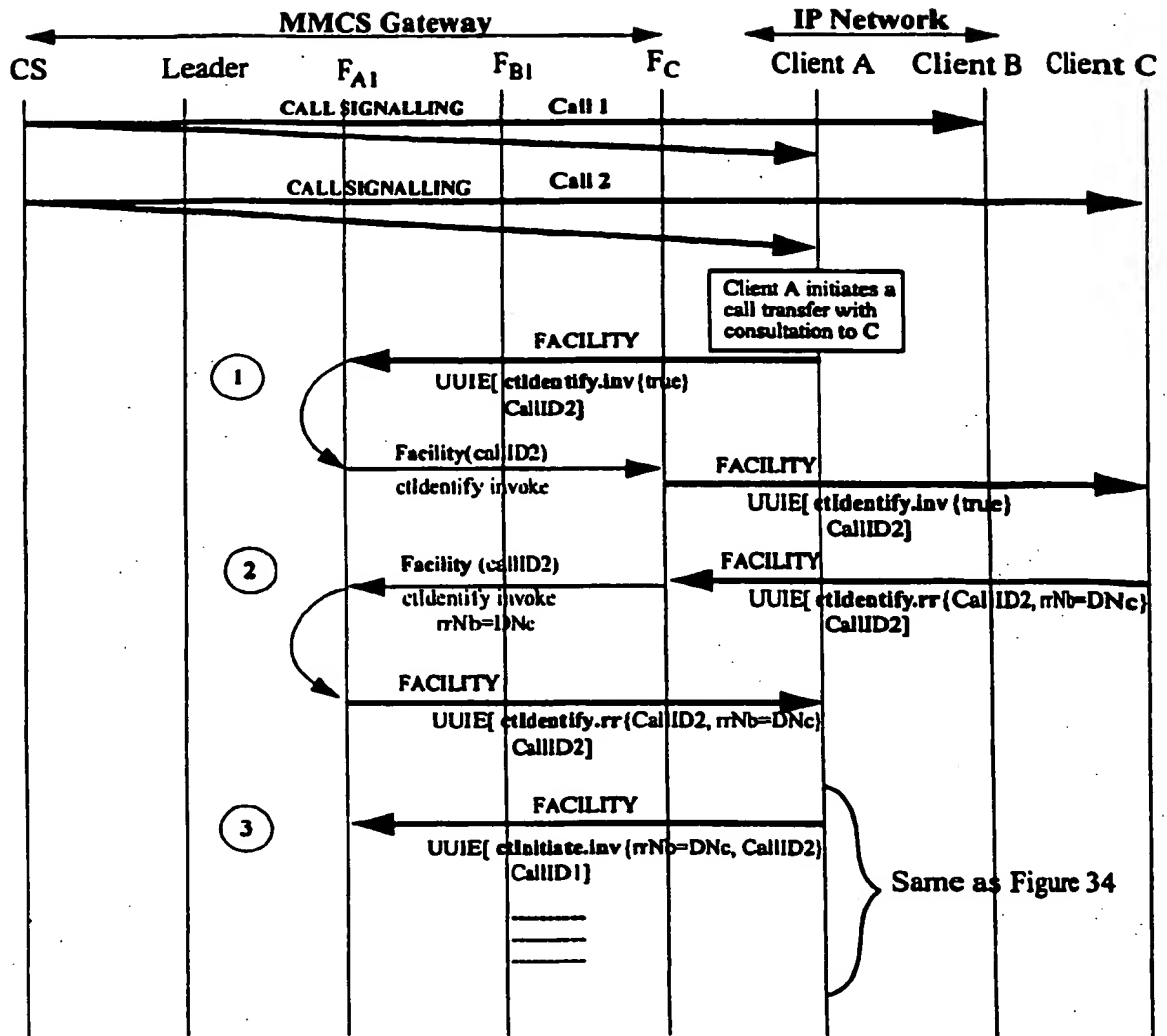 MMCS Gateway
IP Network
CS
Leader
FA1
FB1
FC
Client A
Client B
Client C
CALL SIGNALLING
Call 1
CALLSIGNALLING
Call 2
Client A initiates a
call transfer with
consultation to C
1
FACILITY
UUIE[ ctIdentify.inv{true}
CallID2]
Facility(callID2)
ctIdentify invoke
FACILITY
UUIE[ ctIdentify.inv{true}
CallID2]
2
Facility (callID2)
ctIdentify invoke
rrNb=DNc
FACILITY
UUIE[ ctIdentify.rr{CallID2, rrNb=DNc}
CallID2]
FACILITY
UUIE[ ctIdentify.rr{CallID2, rrNb=DNc}
CallID2]
3
FACILITY
UUIE[ ctInitiate.inv{rrNb=DNc, CallID2}
CallID1]
Same as Figure 34